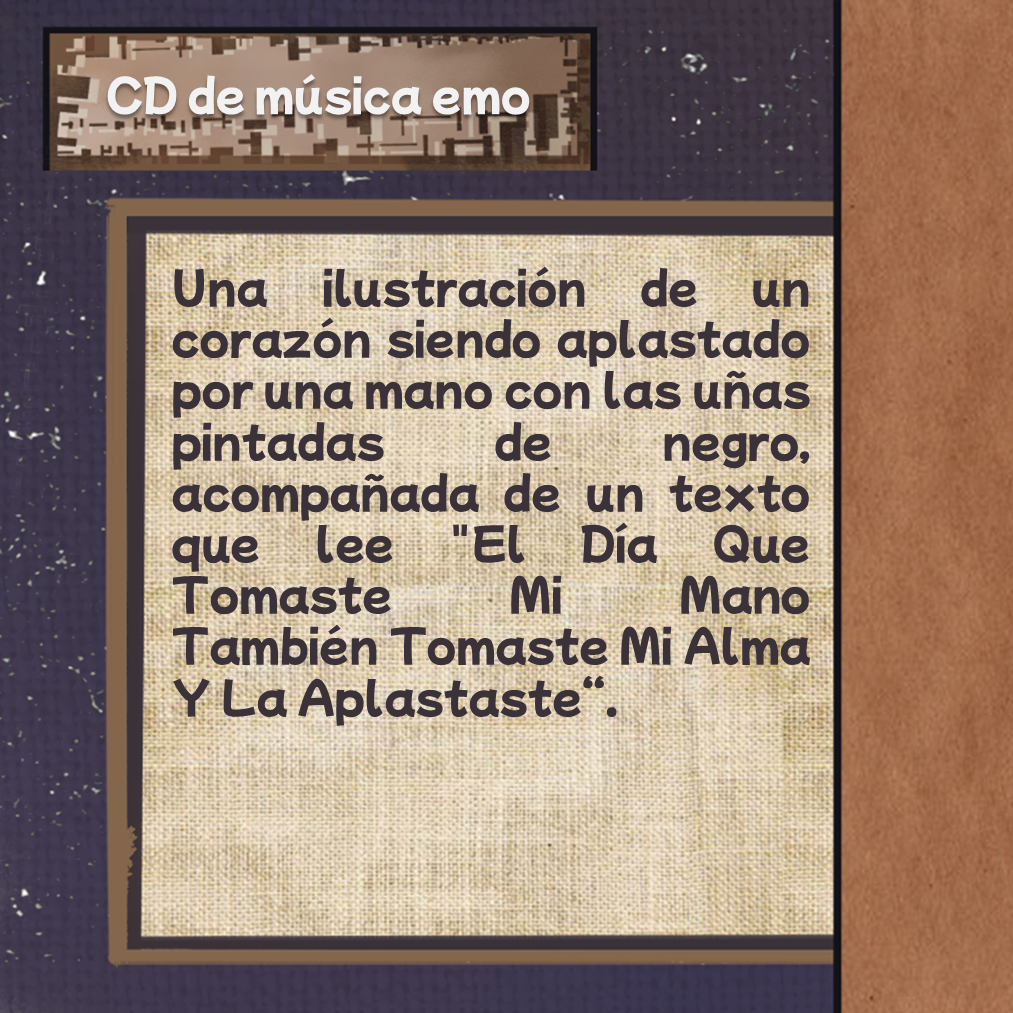 CD de música emo
Una ilustración de un
corazón siendo aplastado
por una mano con las uñas
pintadas de negro,
acompañada de un texto
que lee "El Día Que
Tomaste Mi Mano
También Tomaste Mi Alma
Y La Aplastaste“.